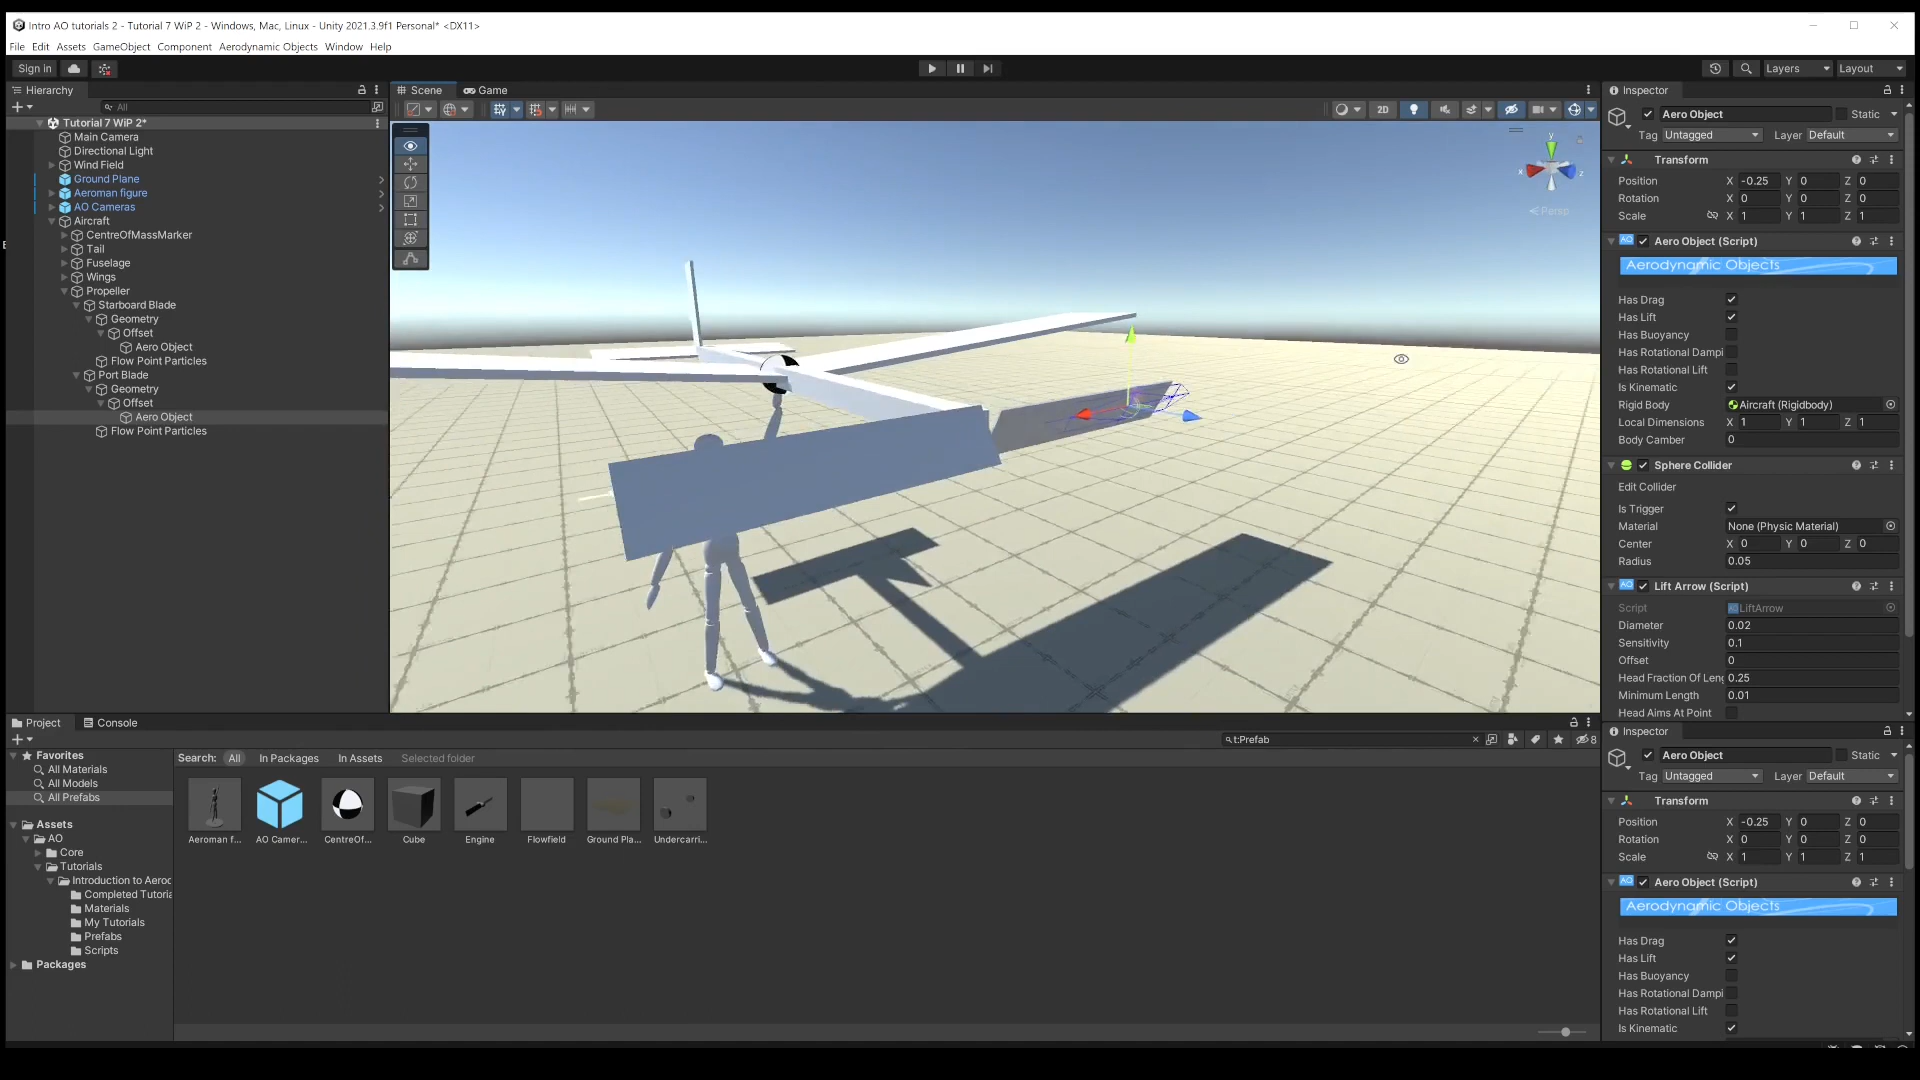 Intro AO tutorials 2 - Tutorial 7 WiP 2 - Windows, Mac, Linux - Unity 2021.3.9f1 Personal* <DX11>
File Edit Assets GameObject Component Aerodynamic Objects Window Help
Sign in
Layers
Layout
Hierarchy
All
Tutorial 7 WiP 2*
Main Camera
Directional Light
Wind Field
Ground Plane
Aeroman figure
AO Cameras
Aircraft
CentreOfMassMarker
Tail
Fuselage
Wings
Propeller
Starboard Blade
Geometry
Offset
Aero Object
Flow Point Particles
Port Blade
Geometry
Offset
Aero Object
Flow Point Particles
Scene
Game
2D
y
x
z
Persp
Inspector
Aero Object
Static
Tag Untagged Layer Default
Transform
Position X -0.25 Y 0 Z 0
Rotation X 0 Y 0 Z 0
Scale X 1 Y 1 Z 1
AO Aero Object (Script)
Aerodynamic Objects
Has Drag
Has Lift
Has Buoyancy
Has Rotational Dampi
Has Rotational Lift
Is Kinematic
Rigid Body Aircraft (Rigidbody)
Local Dimensions X 1 Y 1 Z 1
Body Camber 0
Sphere Collider
Edit Collider
Is Trigger
Material None (Physic Material)
Center X 0 Y 0 Z 0
Radius 0.05
AO Lift Arrow (Script)
Script LiftArrow
Diameter 0.02
Sensitivity 0.1
Offset 0
Head Fraction Of Leng 0.25
Minimum Length 0.01
Head Aims At Point
Inspector
Aero Object
Static
Tag Untagged Layer Default
Transform
Position X -0.25 Y 0 Z 0
Rotation X 0 Y 0 Z 0
Scale X 1 Y 1 Z 1
AO Aero Object (Script)
Aerodynamic Objects
Has Drag
Has Lift
Has Buoyancy
Has Rotational Dampi
Has Rotational Lift
Is Kinematic
Project
Console
t:Prefab
8
Favorites
All Materials
All Models
All Prefabs
Assets
AO
Core
Tutorials
Introduction to Aeroc
Completed Tutoria
Materials
My Tutorials
Prefabs
Scripts
Packages
Search: All In Packages In Assets Selected folder
Aeroman f...
AO Camer...
CentreOf...
Cube
Engine
Flowfield
Ground Pla...
Undercarri...